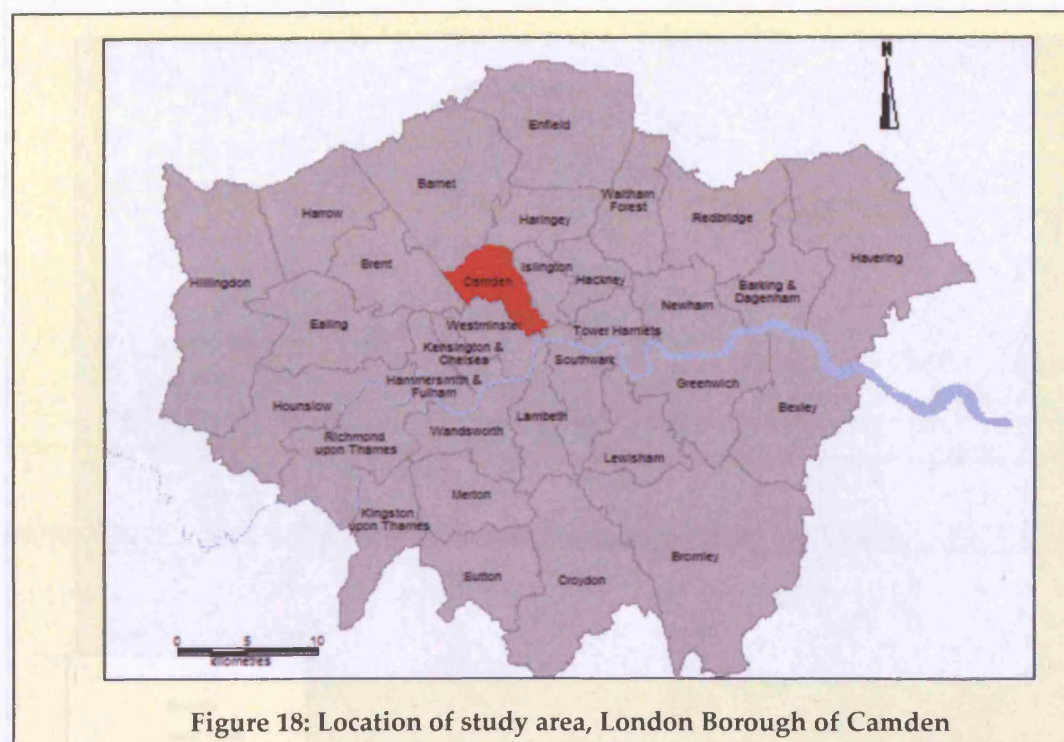 N
Enfield
Barnet
Waltham
Forest
Harrow
Haringey
Redbridge
Havering
Brent
Islington
Hillingdon
Camden
Hackney
Barking &
Dagenham
Newham
Ealing
Westminster
Tower Hamlets
Kensington &
Chelsea
Southwark
Hammersmith &
Fulham
Greenwich
Hounslow
Lambeth
Bexley
Richmond
upon Thames
Wandsworth
Lewisham
Merton
Kingston
upon Thames
Bromley
Sutton
Croydon
0 5 10
kilometres
Figure 18: Location of study area, London Borough of Camden